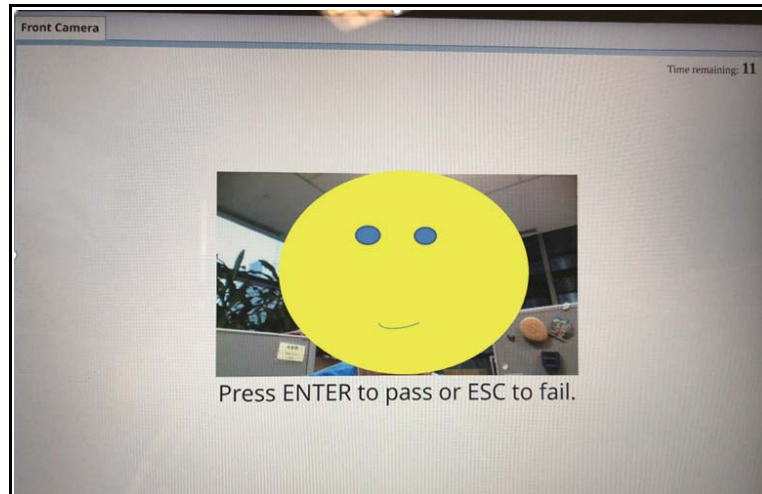 Front Camera
Time remaining: 11
Press ENTER to pass or ESC to fail.